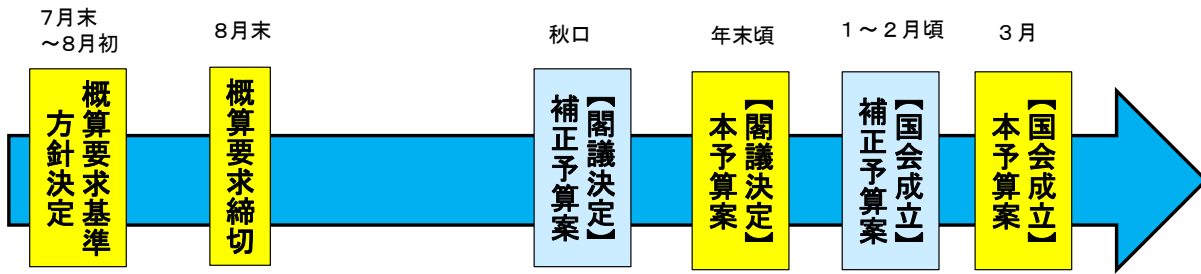 7月末
～8月初
8月末
秋口
年末頃
1～2月頃
3月
概算要求基準
方針決定
概算要求締切
【閣議決定】
補正予算案
【閣議決定】
本予算案
【国会成立】
補正予算案
【国会成立】
本予算案